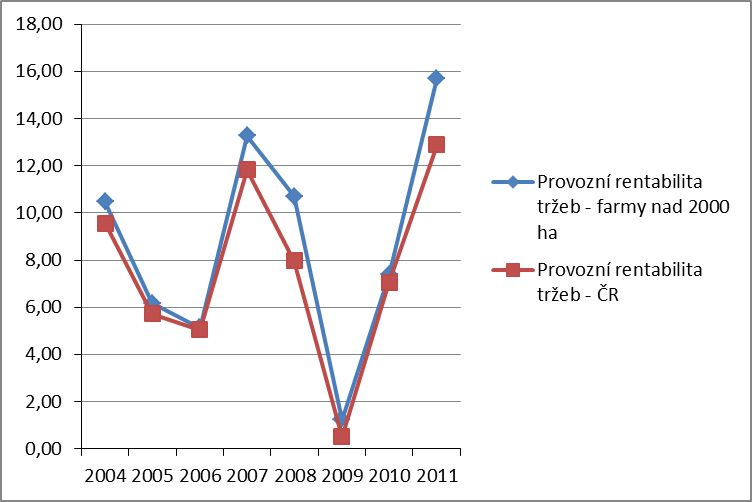 18,00
16,00
14,00
12,00
10,00
8,00
6,00
4,00
2,00
0,00
2004 2005 2006 2007 2008 2009 2010 2011
Provozní rentabilita
tržeb - farmy nad 2000
ha
Provozní rentabilita
tržeb - ČR